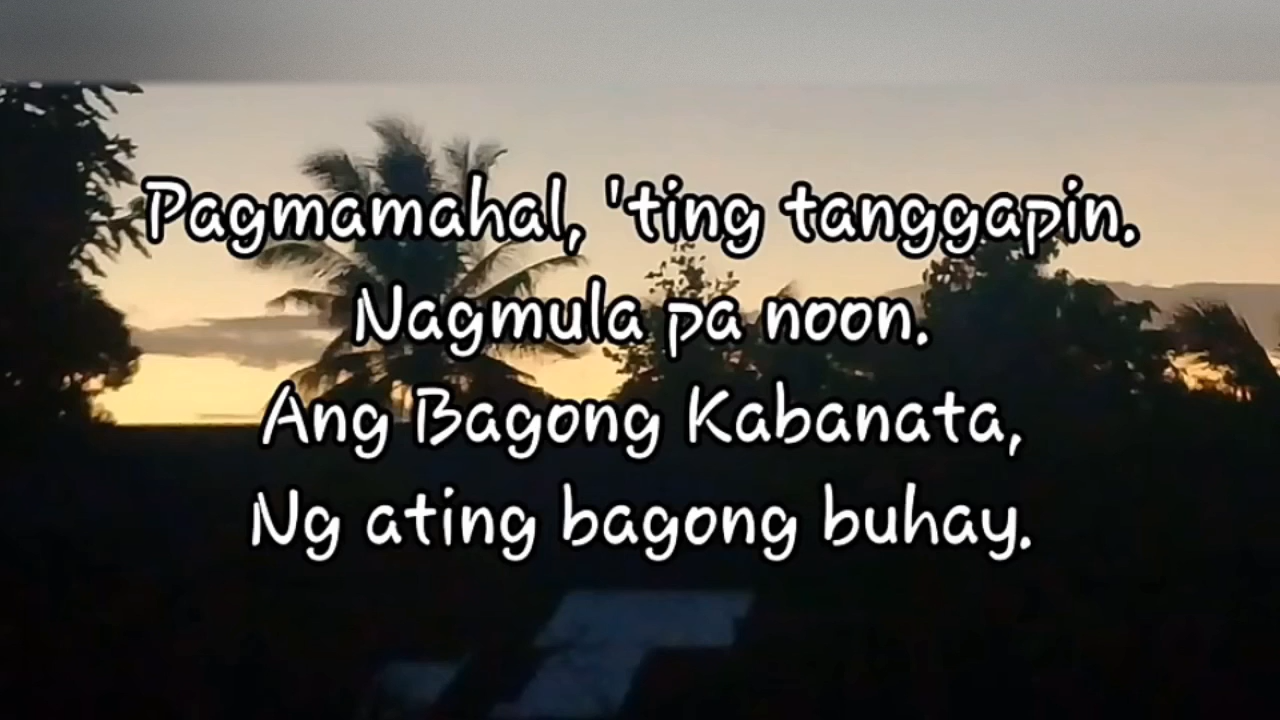 Pagmamahal, 'ting tanggapin.
Nagmula pa noon.
Ang Bagong Kabanata,
Ng ating bagong buhay.